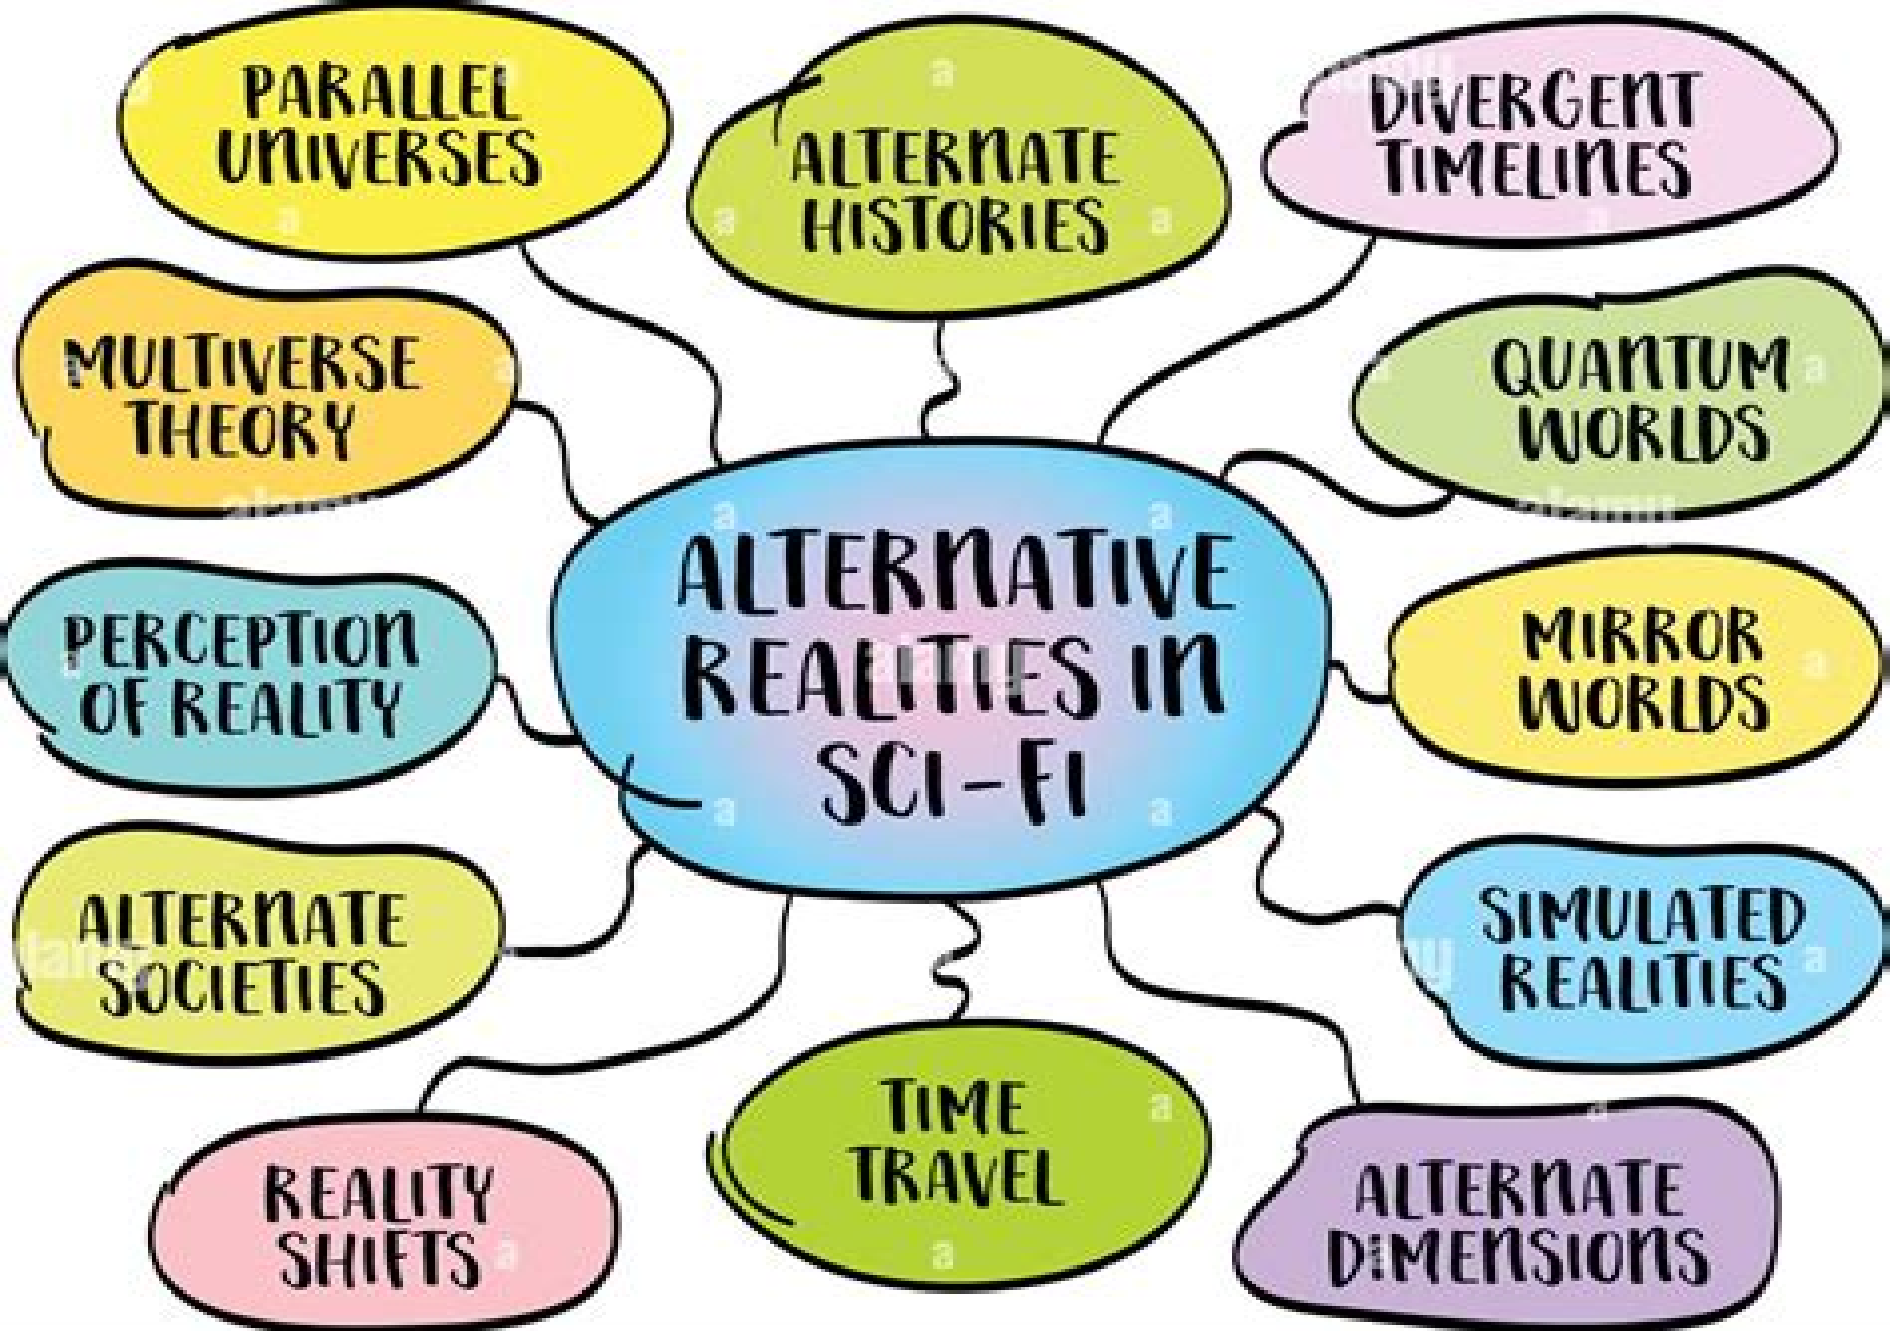 PARALLEL
UNIVERSES
ALTERNATE
HISTORIES
DIVERGENT
TIMELINES
MULTIVERSE
THEORY
QUANTUM
WORLDS
ALTERNATIVE
REALITIES IN
SCI-FI
PERCEPTION
OF REALITY
MIRROR
WORLDS
ALTERNATE
SOCIETIES
SIMULATED
REALITIES
REALITY
SHIFTS
TIME
TRAVEL
ALTERNATE
DIMENSIONS
alamy